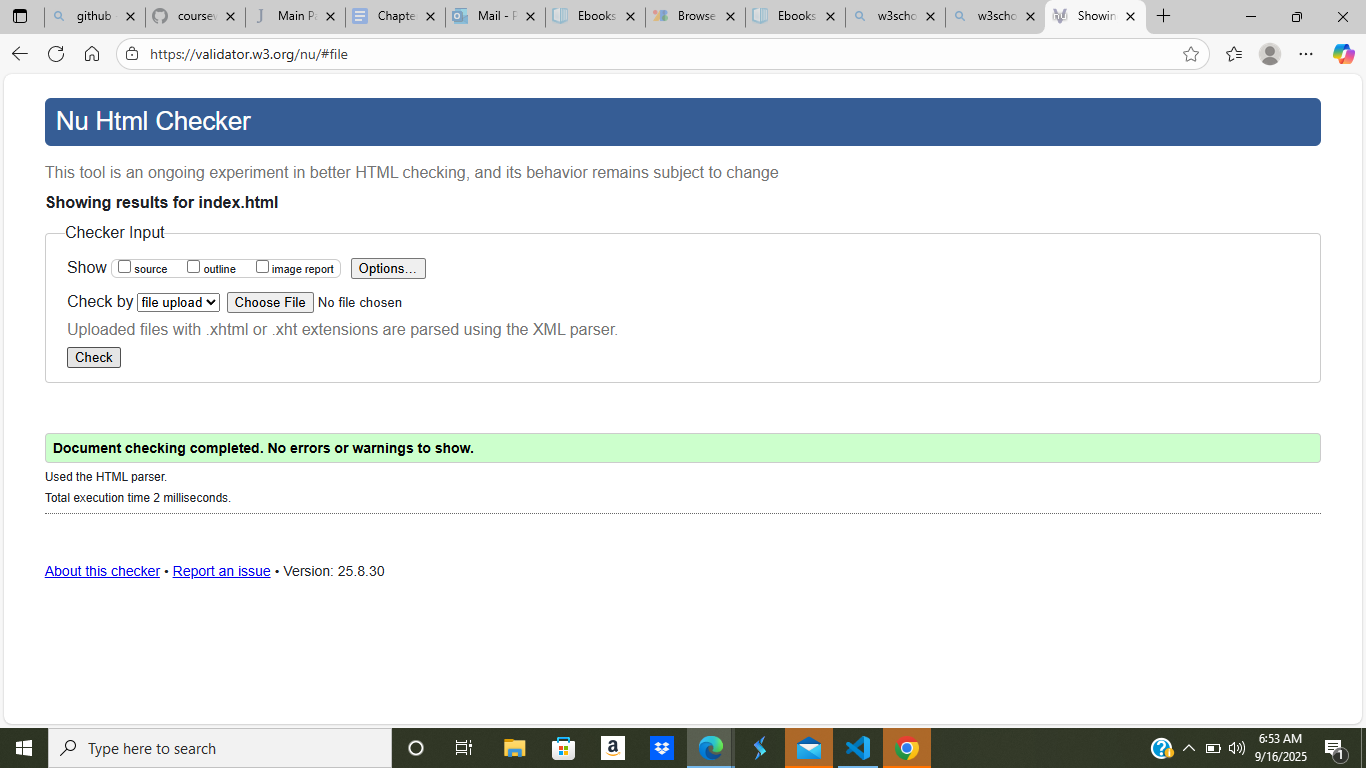 github
coursew
Main Pa
Chapte
Mail - P
Ebooks
Browse
Ebooks
w3scho
w3scho
Showin
https://validator.w3.org/nu/#file
Nu Html Checker
This tool is an ongoing experiment in better HTML checking, and its behavior remains subject to change
Showing results for index.html
Checker Input
Show source outline image report Options...
Check by file upload Choose File No file chosen
Uploaded files with .xhtml or .xht extensions are parsed using the XML parser.
Check
Document checking completed. No errors or warnings to show.
Used the HTML parser.
Total execution time 2 milliseconds.
About this checker • Report an issue • Version: 25.8.30
Type here to search
6:53 AM
9/16/2025
1